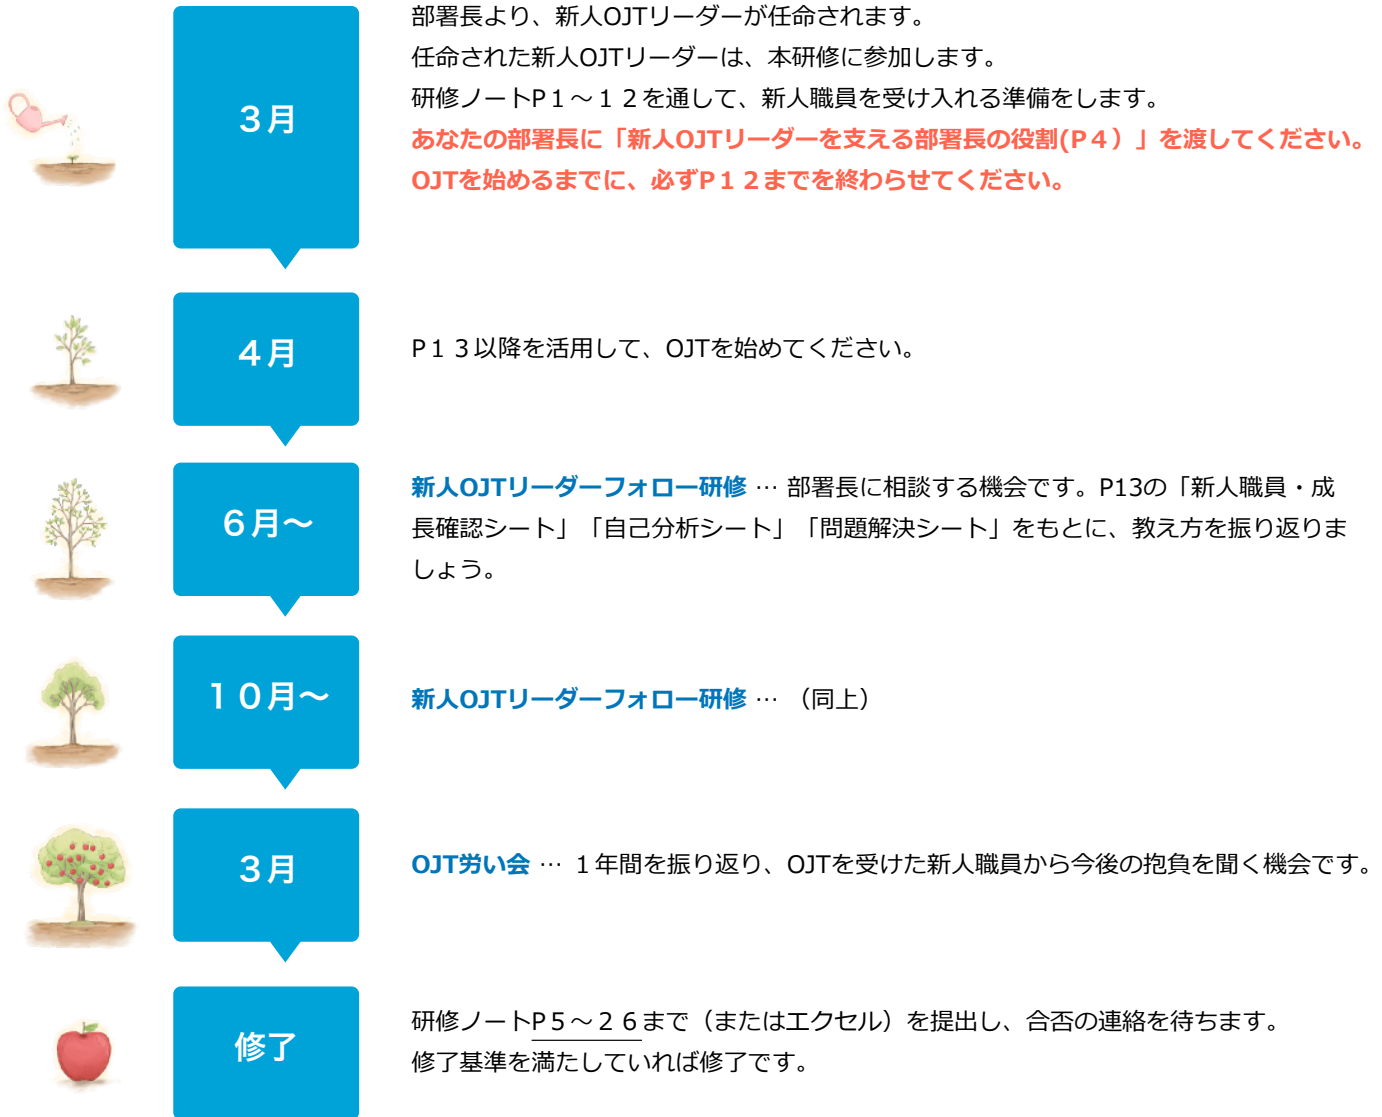 3月
部署長より、新人OJTリーダーが任命されます。
任命された新人OJTリーダーは、本研修に参加します。
研修ノートP1～12を通して、新人職員を受け入れる準備をします。
あなたの部署長に「新人OJTリーダーを支える部署長の役割(P4）」を渡してください。
OJTを始めるまでに、必ずP12までを終わらせてください。
4月
P13以降を活用して、OJTを始めてください。
6月～
新人OJTリーダーフォロー研修 … 部署長に相談する機会です。P13の「新人職員・成
長確認シート」「自己分析シート」「問題解決シート」をもとに、教え方を振り返りま
しょう。
10月～
新人OJTリーダーフォロー研修 … （同上）
3月
OJT労い会 … 1年間を振り返り、OJTを受けた新人職員から今後の抱負を聞く機会です。
修了
研修ノートP5～26まで（またはエクセル）を提出し、合否の連絡を待ちます。
修了基準を満たしていれば修了です。